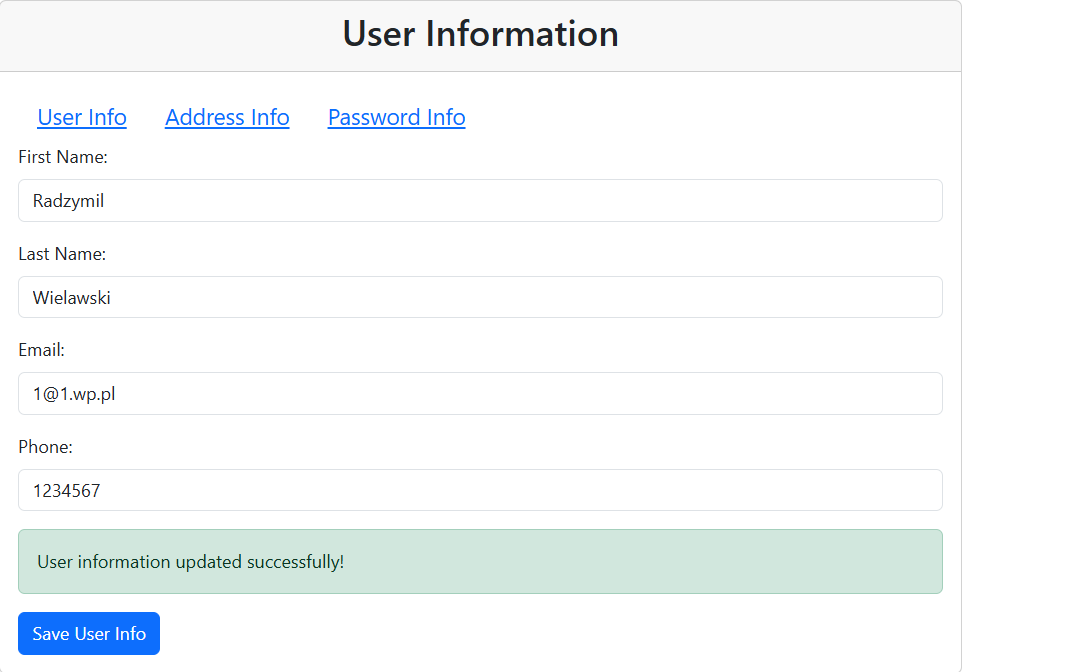 User Information
User Info Address Info Password Info
First Name:
Radzymil
Last Name:
Wielawski
Email:
1@1.wp.pl
Phone:
1234567
User information updated successfully!
Save User Info